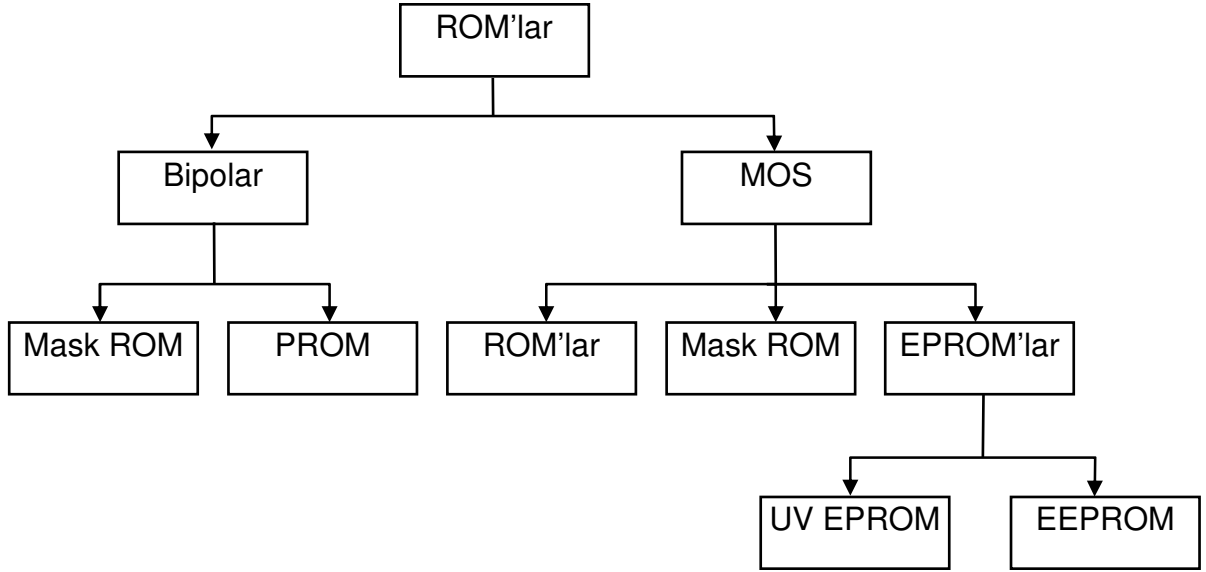 ROM’lar
Bipolar
MOS
Mask ROM
PROM
ROM’lar
Mask ROM
EPROM’lar
UV EPROM
EEPROM